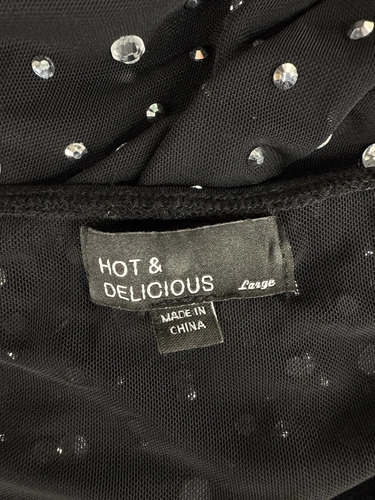 HOT &
DELICIOUS Large
MADE IN
CHINA